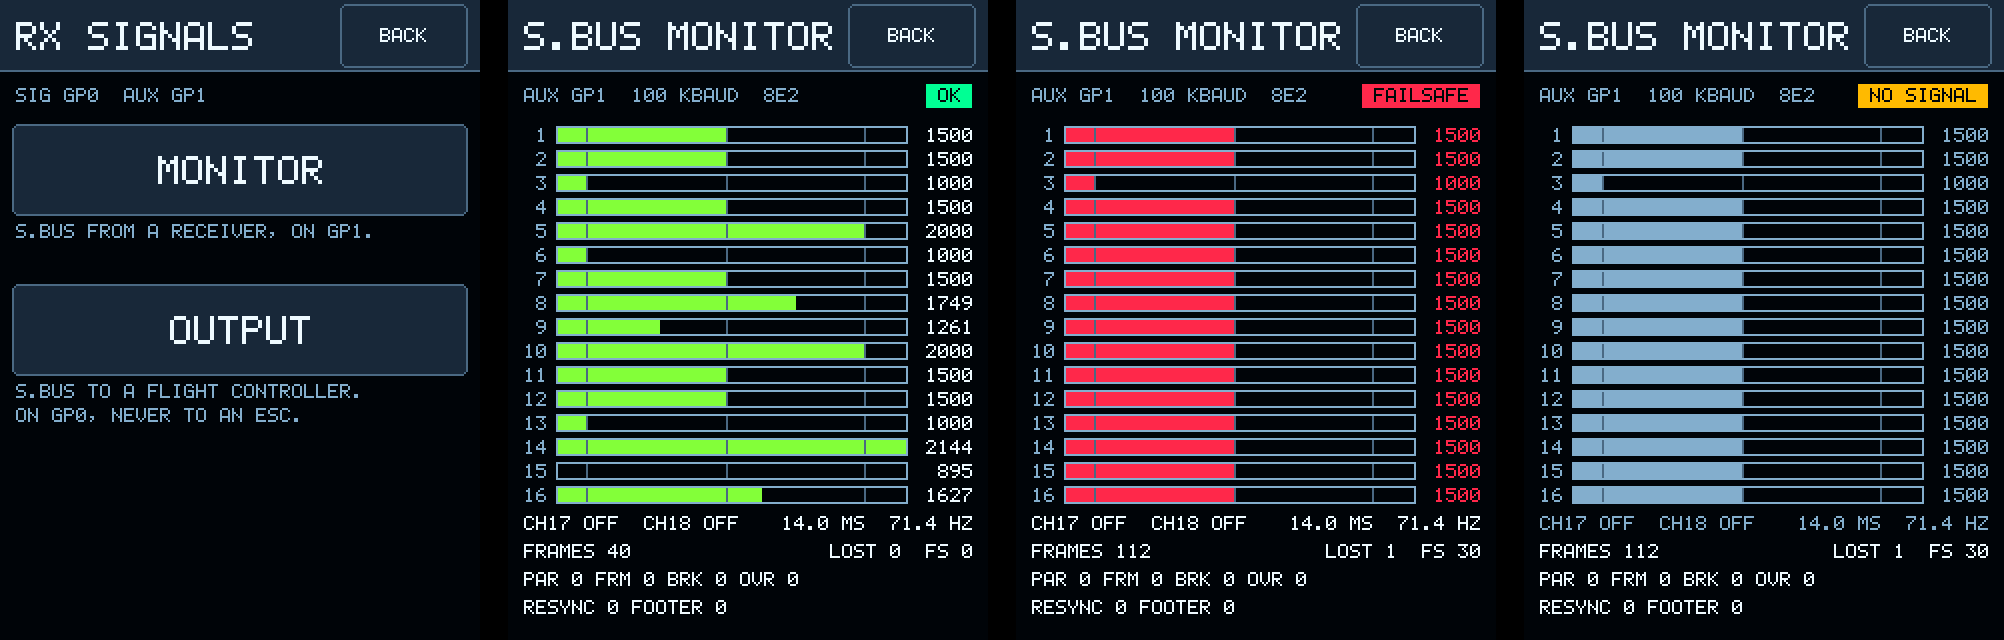 RX SIGNALS
BACK
SIG GP0 AUX GP1
MONITOR
S.BUS FROM A RECEIVER, ON GP1.
OUTPUT
S.BUS TO A FLIGHT CONTROLLER.
ON GP0, NEVER TO AN ESC.
S.BUS MONITOR
BACK
AUX GP1 100 KBAUD 8E2 OK
1 1500
2 1500
3 1000
4 1500
5 2000
6 1000
7 1500
8 1749
9 1261
10 2000
11 1500
12 1500
13 1000
14 2144
15 895
16 1627
CH17 OFF CH18 OFF 14.0 MS 71.4 HZ
FRAMES 40 LOST 0 FS 0
PAR 0 FRM 0 BRK 0 OVR 0
RESYNC 0 FOOTER 0
S.BUS MONITOR
BACK
AUX GP1 100 KBAUD 8E2 FAILSAFE
1 1500
2 1500
3 1000
4 1500
5 1500
6 1500
7 1500
8 1500
9 1500
10 1500
11 1500
12 1500
13 1500
14 1500
15 1500
16 1500
CH17 OFF CH18 OFF 14.0 MS 71.4 HZ
FRAMES 112 LOST 1 FS 30
PAR 0 FRM 0 BRK 0 OVR 0
RESYNC 0 FOOTER 0
S.BUS MONITOR
BACK
AUX GP1 100 KBAUD 8E2 NO SIGNAL
1 1500
2 1500
3 1000
4 1500
5 1500
6 1500
7 1500
8 1500
9 1500
10 1500
11 1500
12 1500
13 1500
14 1500
15 1500
16 1500
CH17 OFF CH18 OFF 14.0 MS 71.4 HZ
FRAMES 112 LOST 1 FS 30
PAR 0 FRM 0 BRK 0 OVR 0
RESYNC 0 FOOTER 0